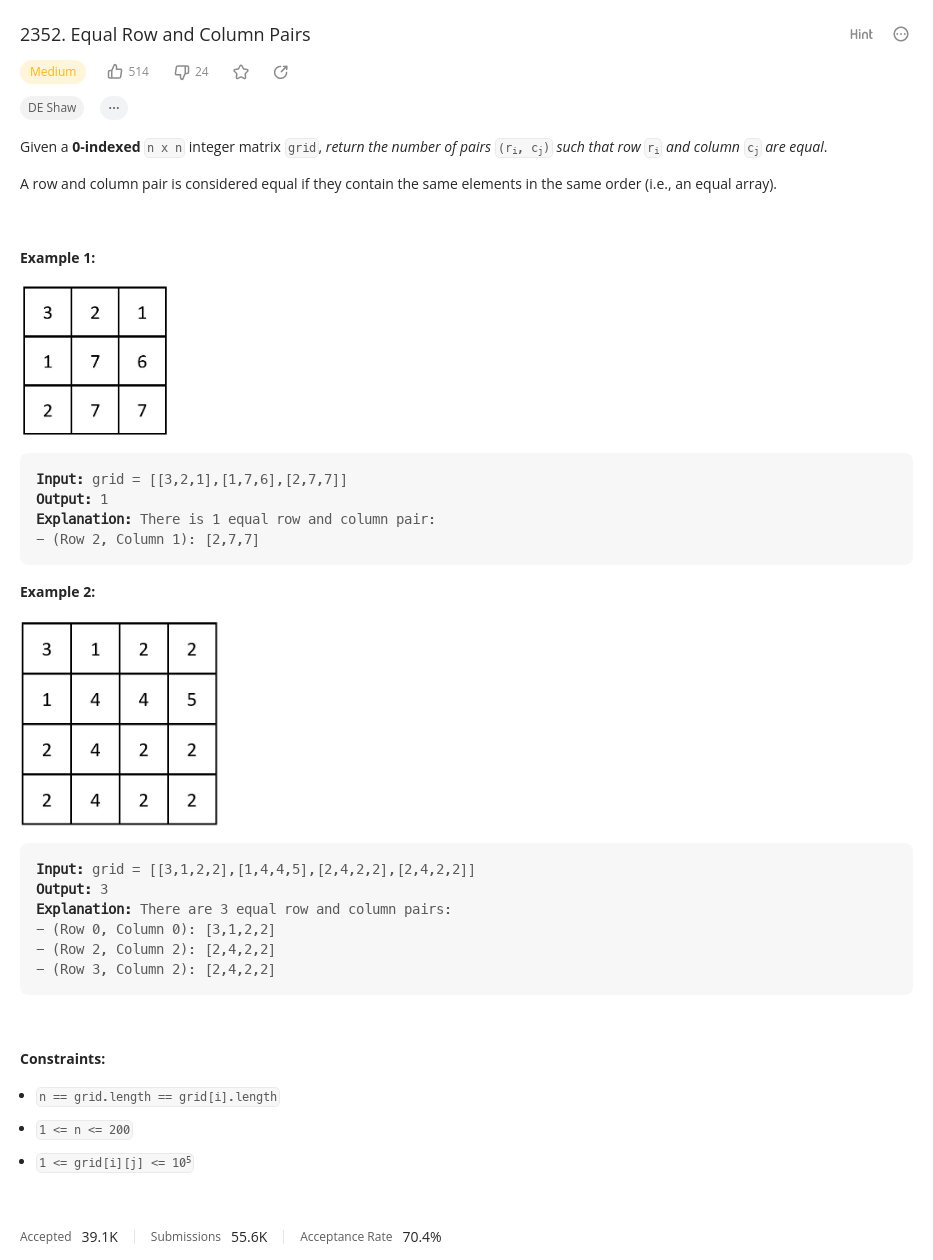 2352. Equal Row and Column Pairs
Hint
Medium 514 24
DE Shaw ...
Given a 0-indexed n x n integer matrix grid, return the number of pairs (ri, cj) such that row ri and column cj are equal.
A row and column pair is considered equal if they contain the same elements in the same order (i.e., an equal array).
Example 1:
3 2 1
1 7 6
2 7 7
Input: grid = [[3,2,1],[1,7,6],[2,7,7]]
Output: 1
Explanation: There is 1 equal row and column pair:
- (Row 2, Column 1): [2,7,7]
Example 2:
3 1 2 2
1 4 4 5
2 4 2 2
2 4 2 2
Input: grid = [[3,1,2,2],[1,4,4,5],[2,4,2,2],[2,4,2,2]]
Output: 3
Explanation: There are 3 equal row and column pairs:
- (Row 0, Column 0): [3,1,2,2]
- (Row 2, Column 2): [2,4,2,2]
- (Row 3, Column 2): [2,4,2,2]
Constraints:
• n == grid.length == grid[i].length
• 1 <= n <= 200
• 1 <= grid[i][j] <= 10⁵
Accepted 39.1K Submissions 55.6K Acceptance Rate 70.4%